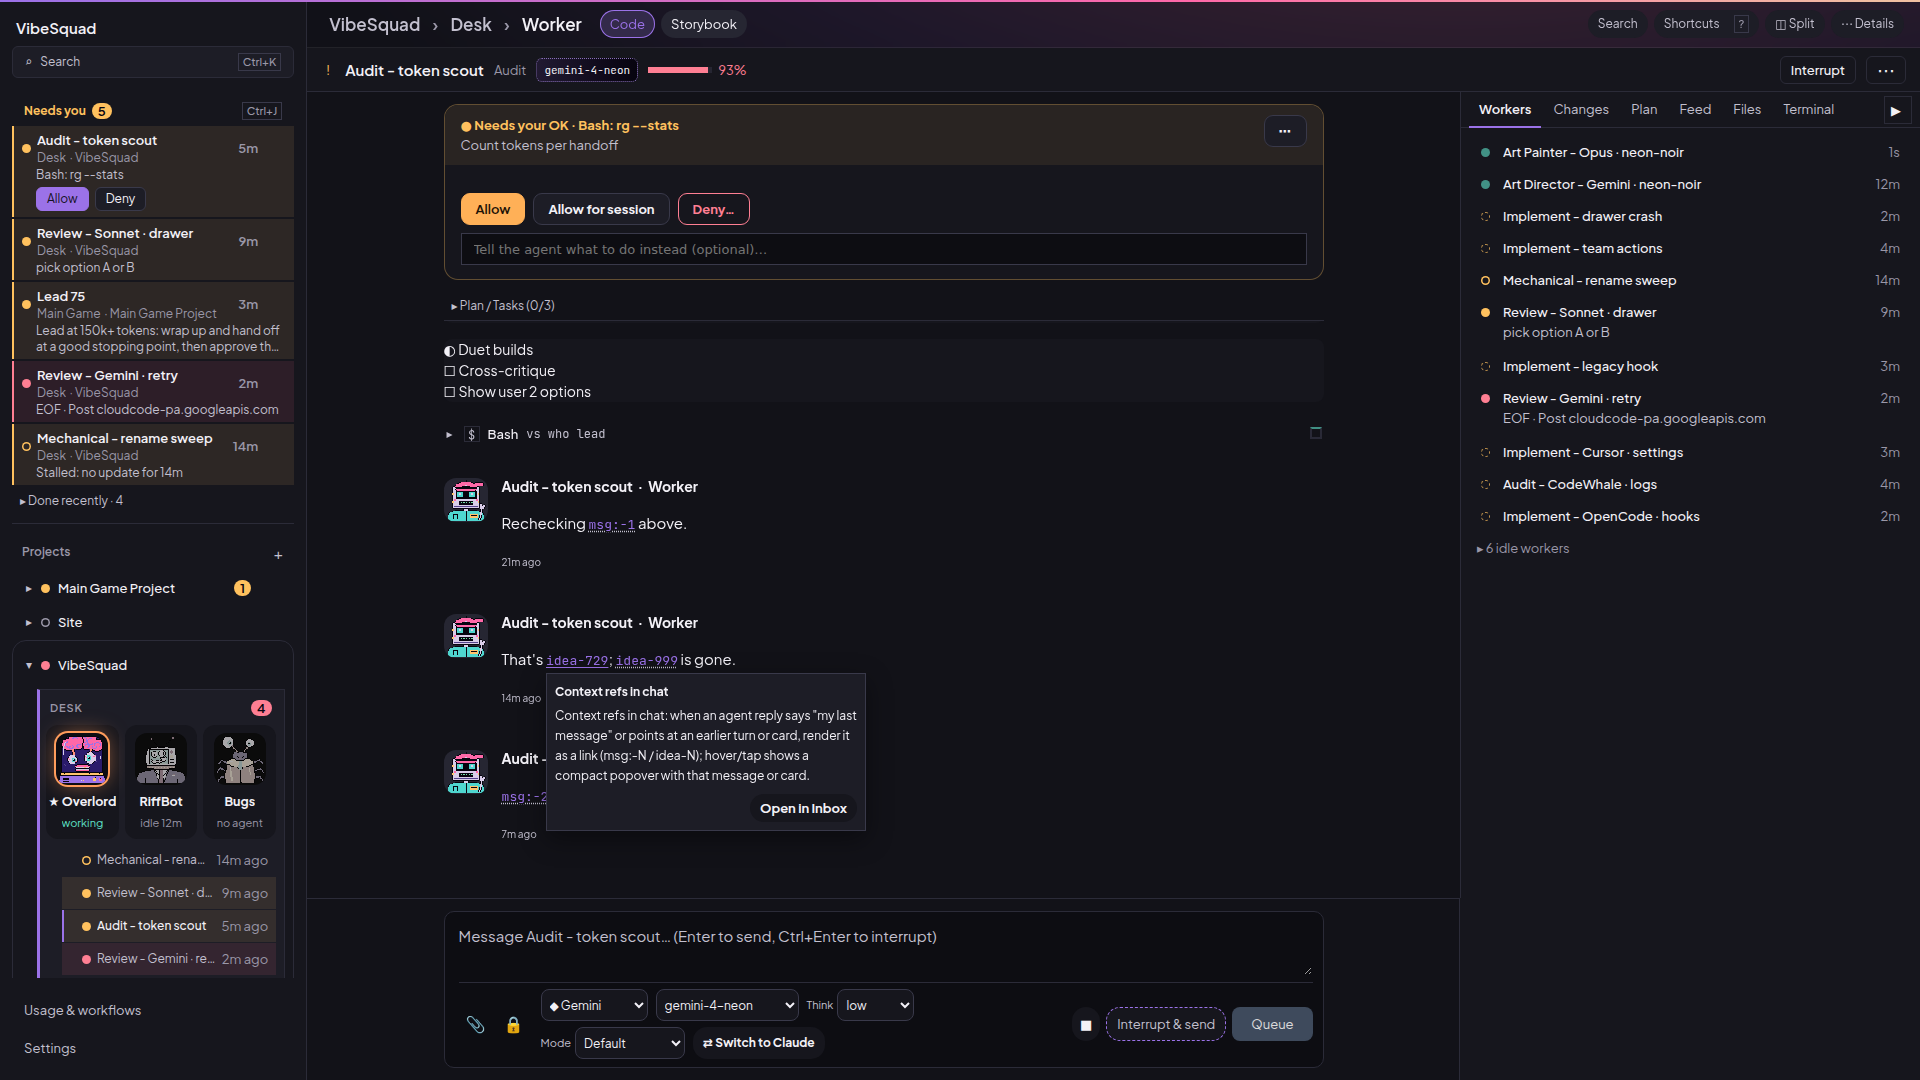 VibeSquad
Search
Ctrl+K
Needs you 5
Ctrl+J
Audit – token scout
5m
Desk · VibeSquad
Bash: rg --stats
Allow
Deny
Review – Sonnet · drawer
9m
Desk · VibeSquad
pick option A or B
Lead 75
3m
Main Game · Main Game Project
Lead at 150k+ tokens: wrap up and hand off
at a good stopping point, then approve th…
Review – Gemini · retry
2m
Desk · VibeSquad
EOF · Post cloudcode-pa.googleapis.com
Mechanical – rename sweep
14m
Desk · VibeSquad
Stalled: no update for 14m
▸ Done recently · 4
Projects
+
Main Game Project
1
Site
VibeSquad
DESK
4
★ Overlord
working
RiffBot
idle 12m
Bugs
no agent
Mechanical – rena…
14m ago
Review – Sonnet · d…
9m ago
Audit – token scout
5m ago
Review – Gemini · re…
2m ago
Usage & workflows
Settings
VibeSquad › Desk › Worker
Code
Storybook
Search
Shortcuts ?
Split
··· Details
! Audit – token scout
Audit
gemini-4-neon
93%
Interrupt
···
Needs your OK · Bash: rg --stats
Count tokens per handoff
···
Allow
Allow for session
Deny…
Tell the agent what to do instead (optional)…
▸ Plan / Tasks (0/3)
◐ Duet builds
☐ Cross-critique
☐ Show user 2 options
▸ $ Bash vs who lead
Audit – token scout · Worker
Rechecking msg:-1 above.
21m ago
Audit – token scout · Worker
That's idea-729; idea-999 is gone.
14m ago
Context refs in chat
Context refs in chat: when an agent reply says "my last
message" or points at an earlier turn or card, render it
as a link (msg:-N / idea-N); hover/tap shows a
compact popover with that message or card.
Open in Inbox
Audit –
msg:-2
7m ago
Message Audit – token scout… (Enter to send, Ctrl+Enter to interrupt)
◆ Gemini
gemini-4-neon
Think
low
Mode
Default
⇄ Switch to Claude
Interrupt & send
Queue
Workers
Changes
Plan
Feed
Files
Terminal
Art Painter – Opus · neon-noir
1s
Art Director – Gemini · neon-noir
12m
Implement – drawer crash
2m
Implement – team actions
4m
Mechanical – rename sweep
14m
Review – Sonnet · drawer
9m
pick option A or B
Implement – legacy hook
3m
Review – Gemini · retry
2m
EOF · Post cloudcode-pa.googleapis.com
Implement – Cursor · settings
3m
Audit – CodeWhale · logs
4m
Implement – OpenCode · hooks
2m
▸ 6 idle workers